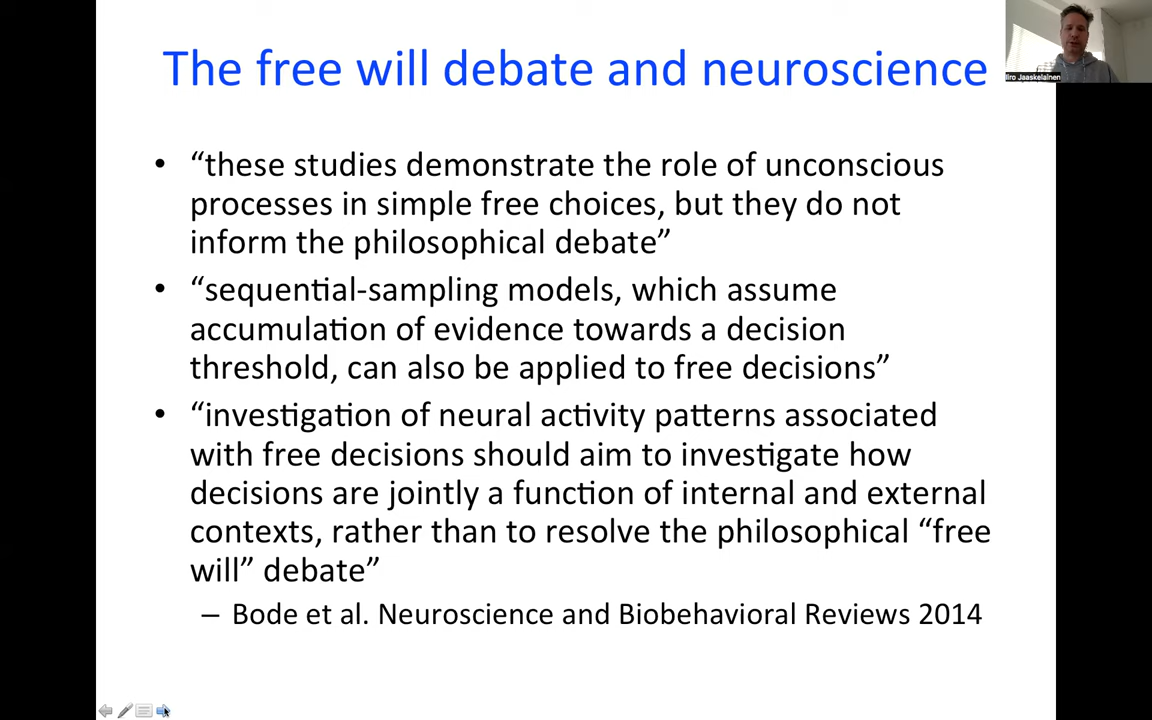 The free will debate and neuroscience
Iiro Jaaskelainen
• “these studies demonstrate the role of unconscious
processes in simple free choices, but they do not
inform the philosophical debate”
• “sequential-sampling models, which assume
accumulation of evidence towards a decision
threshold, can also be applied to free decisions”
• “investigation of neural activity patterns associated
with free decisions should aim to investigate how
decisions are jointly a function of internal and external
contexts, rather than to resolve the philosophical “free
will” debate”
– Bode et al. Neuroscience and Biobehavioral Reviews 2014